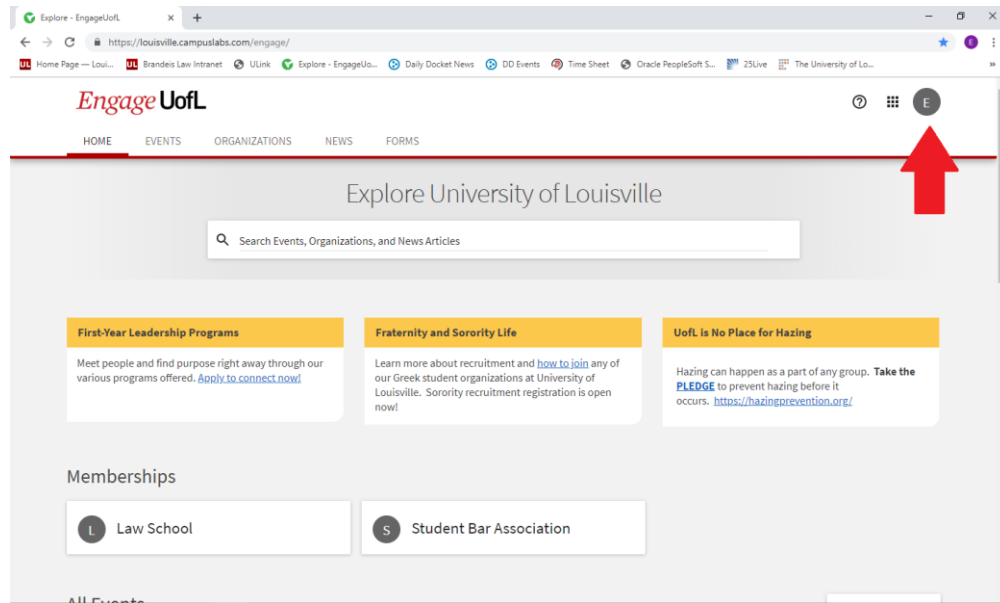 Explore - EngageUofL
https://louisville.campuslabs.com/engage/
E
UL Home Page — Loui... UL Brandeis Law Intranet ULink Explore - EngageUo... Daily Docket News DD Events Time Sheet Oracle PeopleSoft S... 25Live The University of Lo...
Engage UofL
E
HOME EVENTS ORGANIZATIONS NEWS FORMS
Explore University of Louisville
Search Events, Organizations, and News Articles
First-Year Leadership Programs
Meet people and find purpose right away through our
various programs offered. Apply to connect now!
Fraternity and Sorority Life
Learn more about recruitment and how to join any of
our Greek student organizations at University of
Louisville. Sorority recruitment registration is open
now!
UofL is No Place for Hazing
Hazing can happen as a part of any group. Take the
PLEDGE to prevent hazing before it
occurs. https://hazingprevention.org/
Memberships
L Law School
S Student Bar Association
All Events